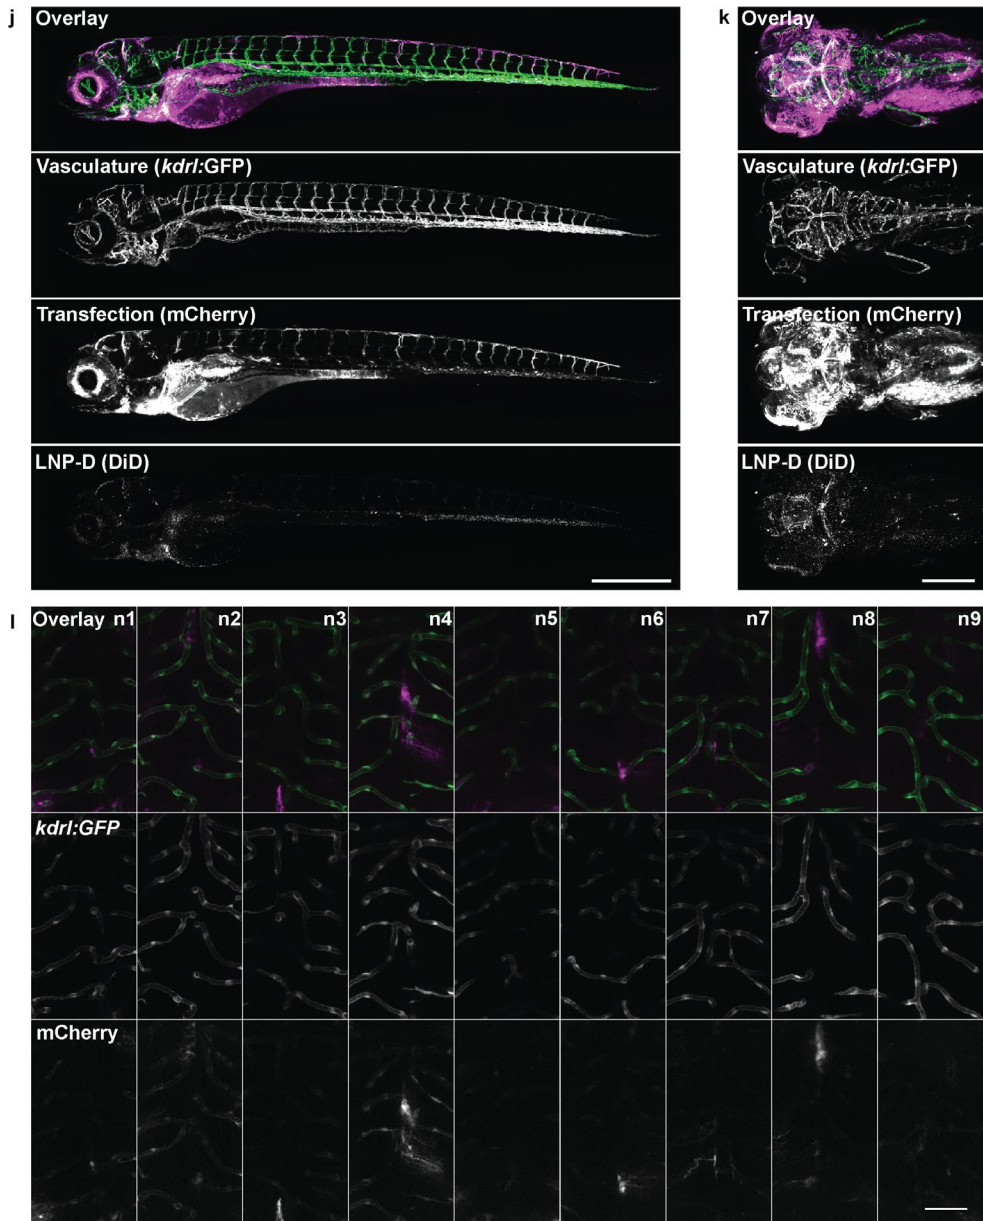 j
Overlay
Vasculature (kdrl:GFP)
Transfection (mCherry)
LNP-D (DiD)
k
Overlay
Vasculature (kdrl:GFP)
Transfection (mCherry)
LNP-D (DiD)
l
Overlay n1 n2 n3 n4 n5 n6 n7 n8 n9
kdrl:GFP
mCherry